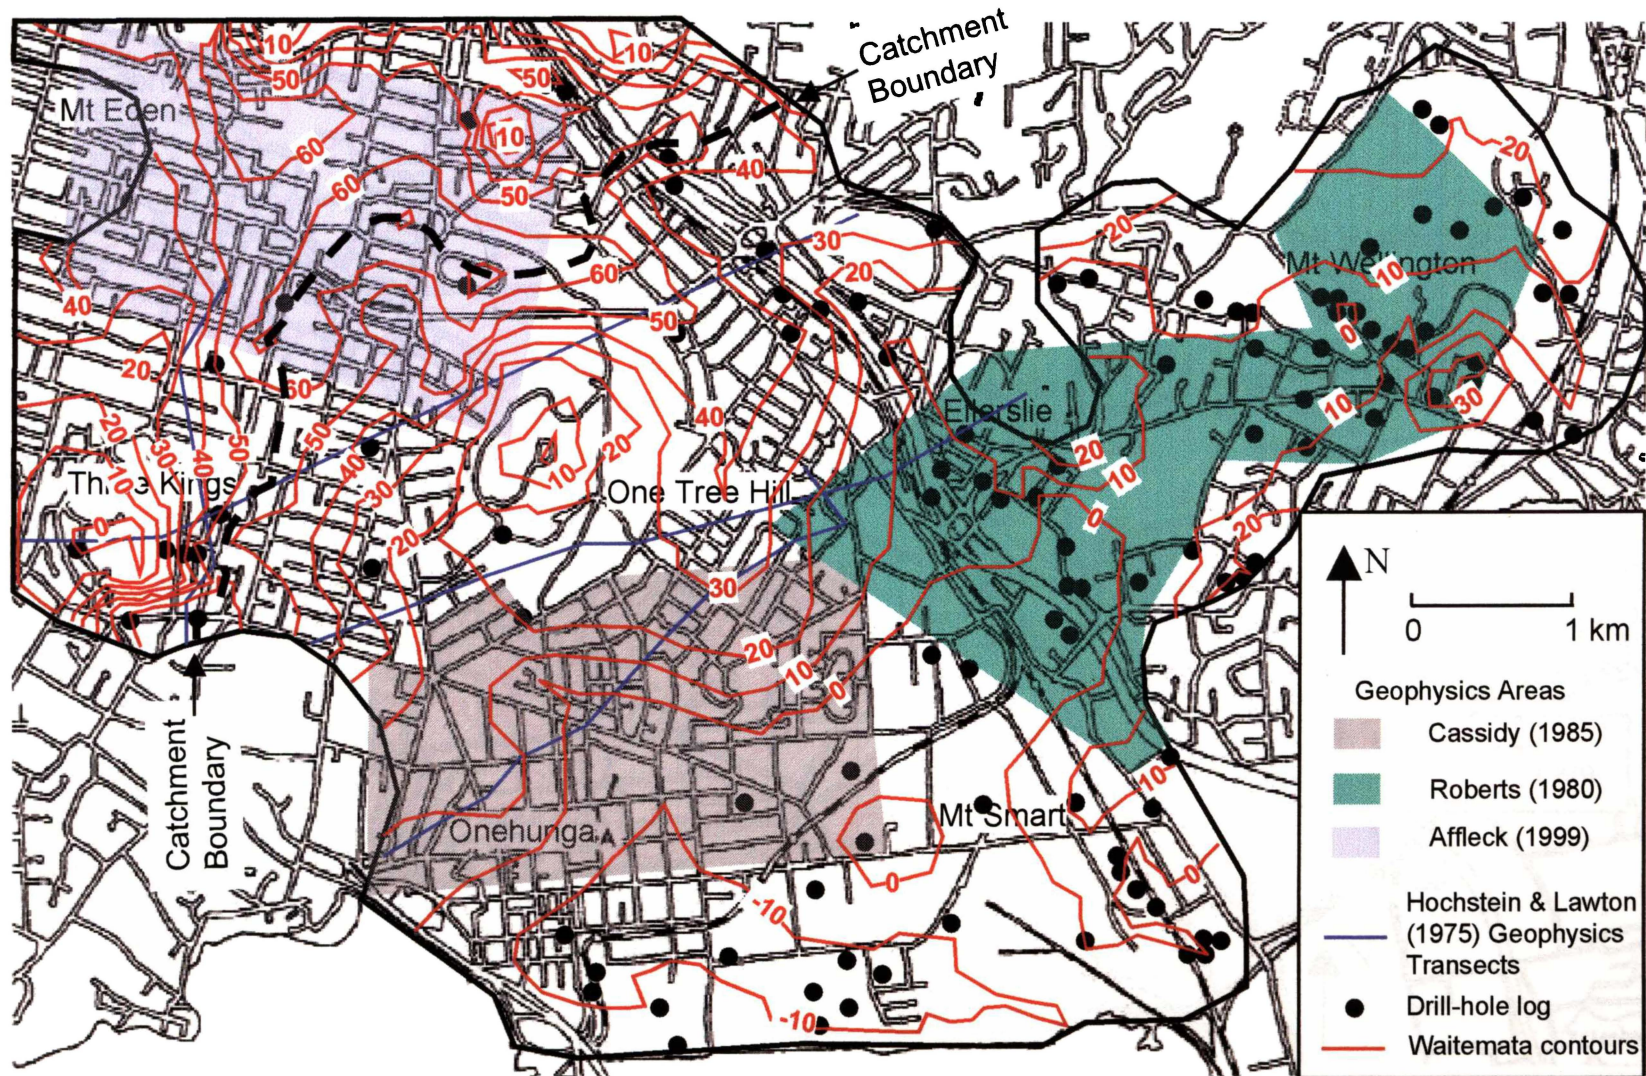 Catchment
Boundary
10
10
50
50
Mt Eden
10
60
40
20
60
50
20
30
60
20
Mt Wellington
10
40
50
0
20
60
10
30
40
Ellerslie
20
50
20
10
30
40
50
40
20
10
Three Kings
10
30
One Tree Hill
0
0
20
20
30
20
10
0
Catchment
Boundary
10
Onehunga
Mt Smart
0
0
-10
-10
N
0
1 km
Geophysics Areas
Cassidy (1985)
Roberts (1980)
Affleck (1999)
Hochstein & Lawton
(1975) Geophysics
Transects
Drill-hole log
Waitemata contours